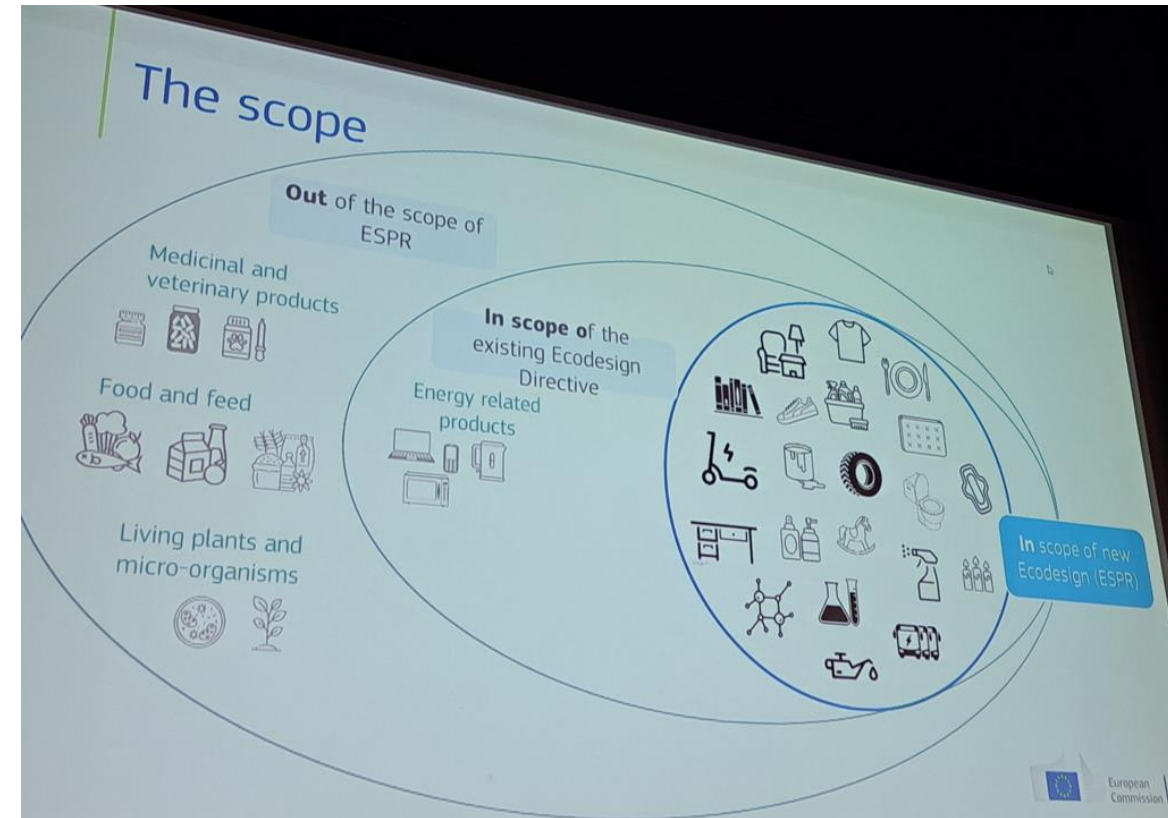 The scope
Out of the scope of
ESPR
Medicinal and
veterinary products
In scope of the
existing Ecodesign
Directive
Food and feed
Energy related
products
Living plants and
micro-organisms
In scope of new
Ecodesign (ESPR)
European
Commission